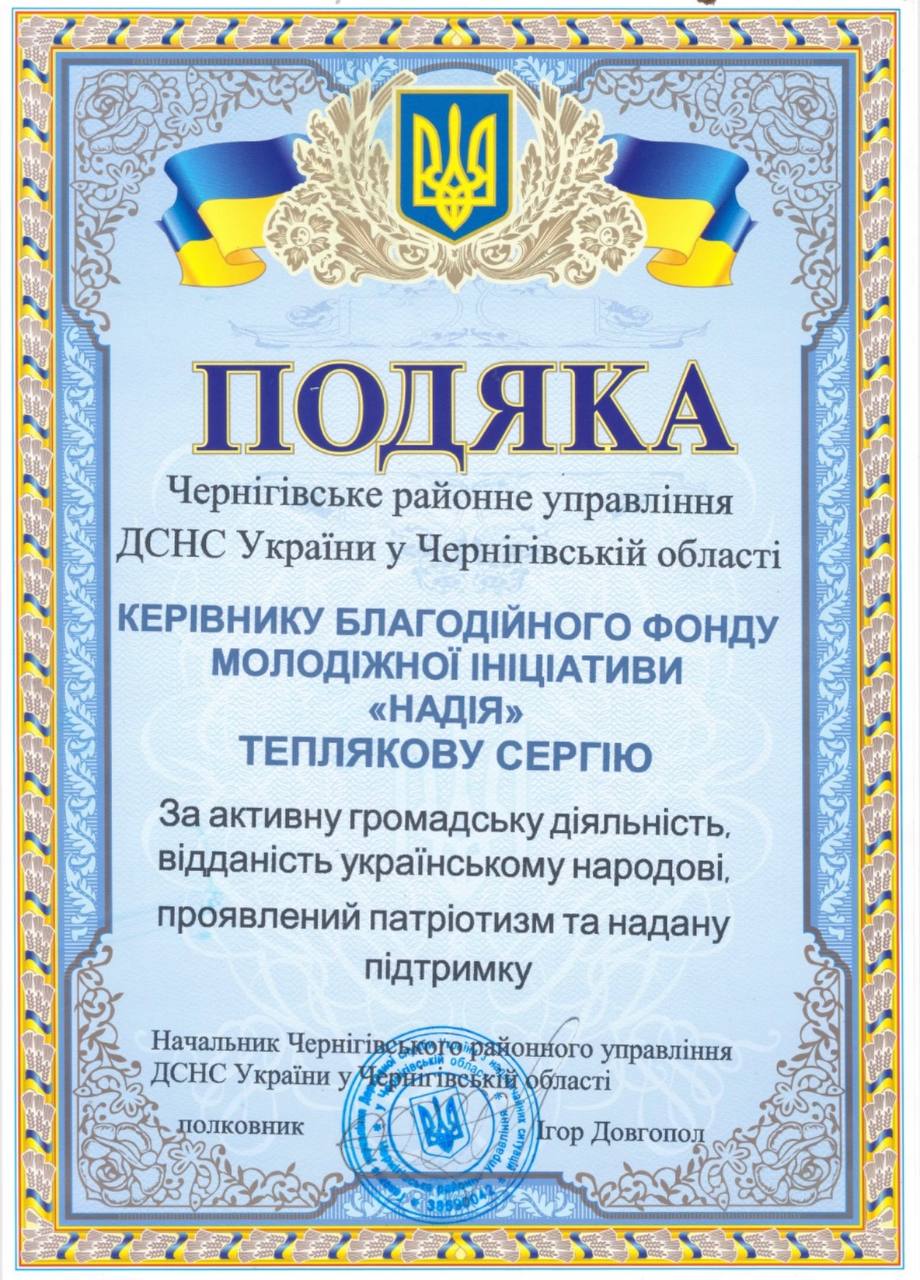 ПОДЯКА
Чернігівське районне управління
ДСНС України у Чернігівській області
КЕРІВНИКУ БЛАГОДІЙНОГО ФОНДУ
МОЛОДІЖНОЇ ІНІЦІАТИВИ
«НАДІЯ»
ТЕПЛЯКОВУ СЕРГІЮ
За активну громадську діяльність,
відданість українському народові,
проявлений патріотизм та надану
підтримку
Начальник Чернігівського районного управління
ДСНС України у Чернігівській області
полковник Ігор Довгопол